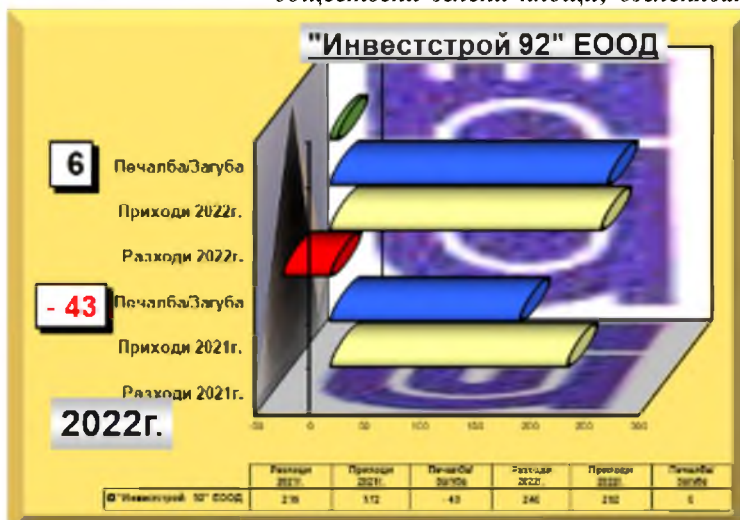 "Инвестстрой 92" ЕООД
6
Печалба/Загуба
Приходи 2022г.
Разходи 2022г.
- 43
Печалба/Загуба
Приходи 2021г.
Разходи 2021г.
2022г.
-50 0 50 100 150 200 250 300
Разходи 2021г. Приходи 2021г. Печалба/ Загуба Разходи 2022г. Приходи 2022г. Печалба/ Загуба
"Инвестстрой 92" ЕООД 172 -43 246 6